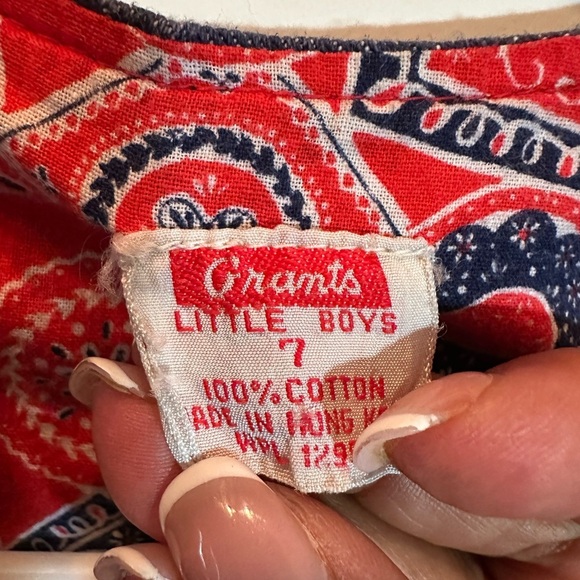 Grants
LITTLE BOYS
7
100% COTTON
ADE IN HONG K
WPL